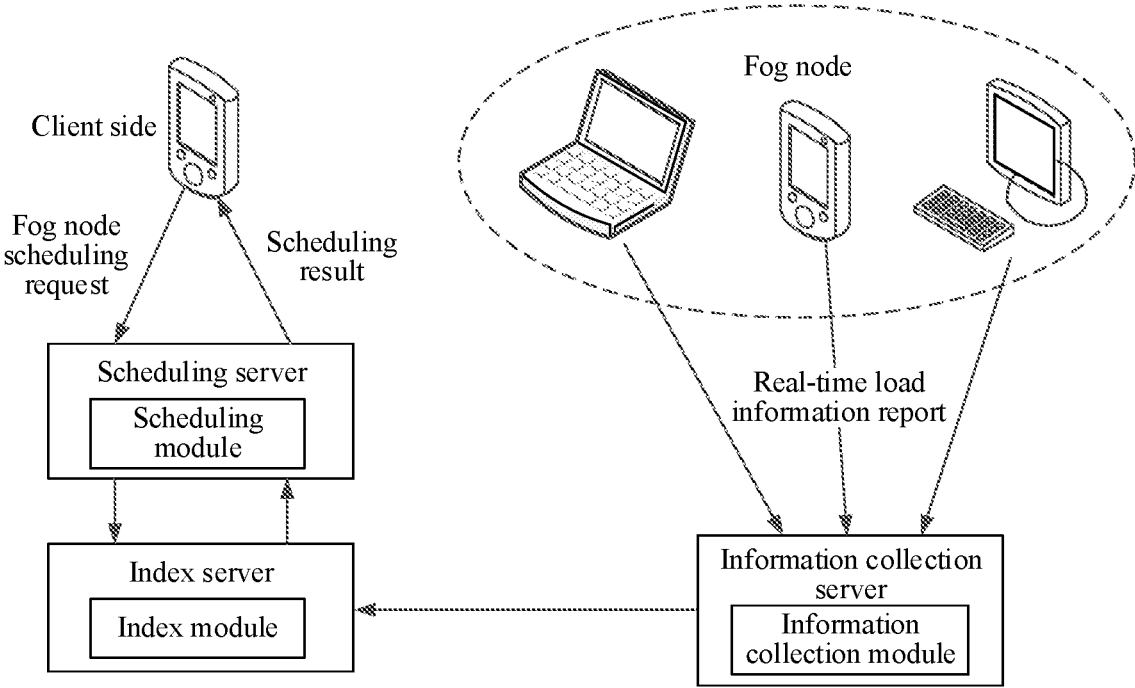 Client side
Fog node
Fog node
scheduling
request
Scheduling
result
Scheduling server
Scheduling
module
Real-time load
information report
Index server
Index module
Information collection
server
Information
collection module